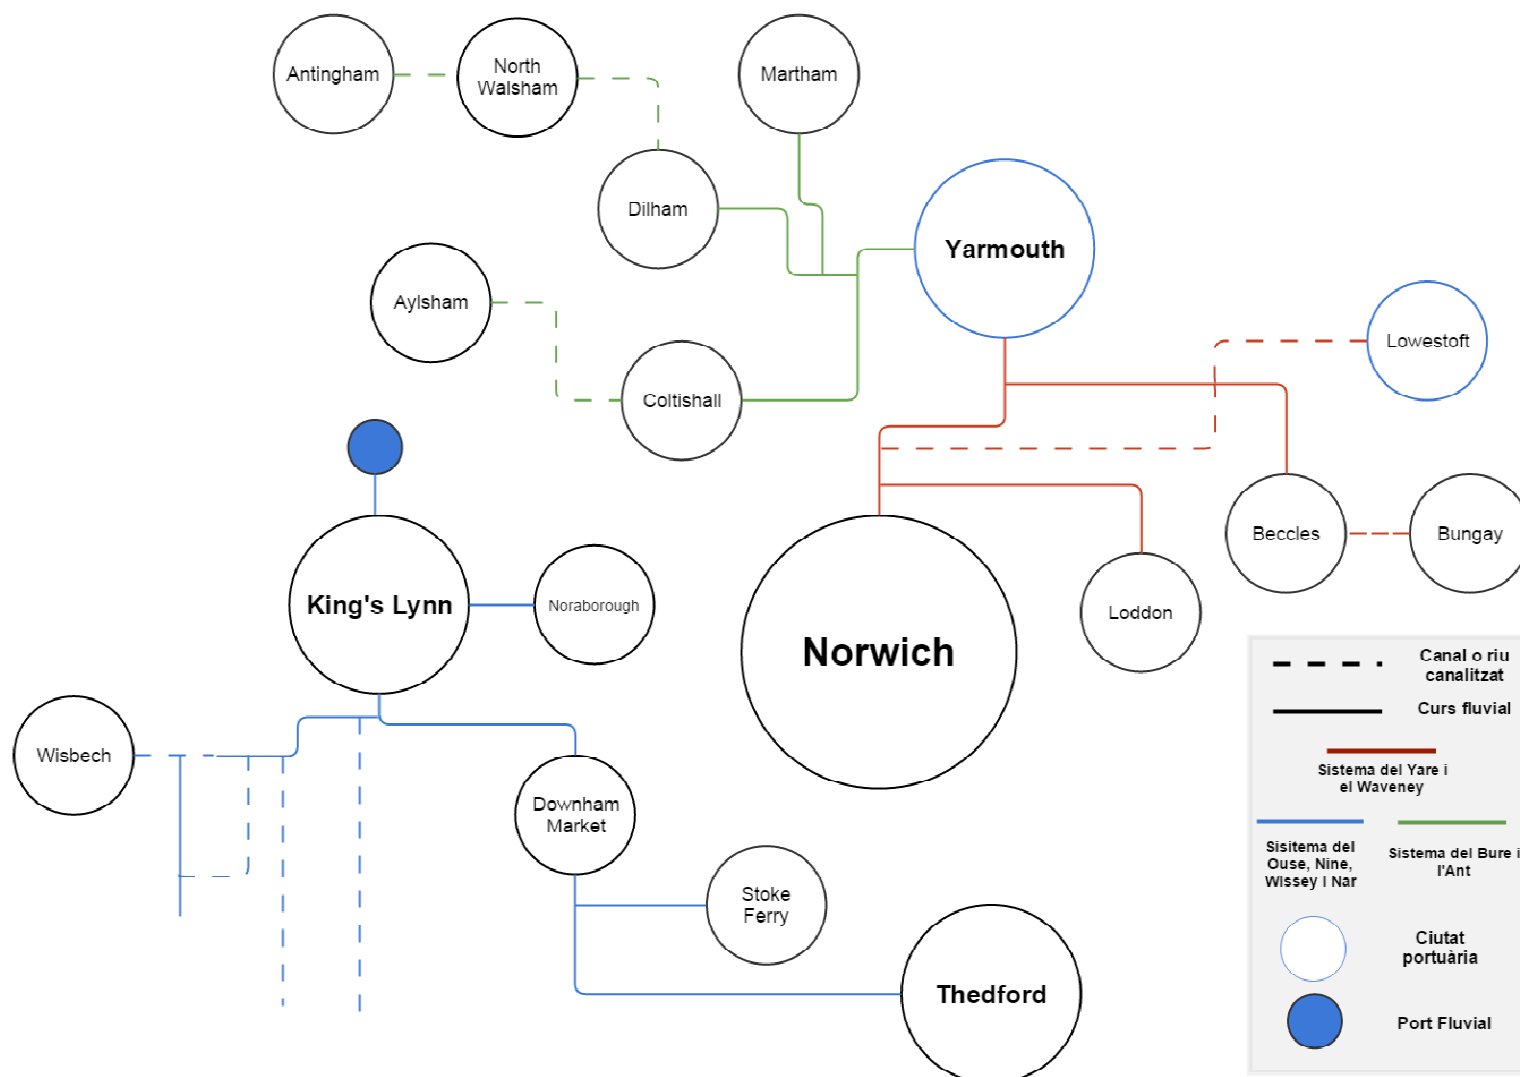 Antingham
North
Walsham
Martham
Dilham
Yarmouth
Aylsham
Lowestoft
Coltishall
Beccles
Bungay
King's Lynn
Noraborough
Loddon
Norwich
Wisbech
Downham
Market
Stoke
Ferry
Thedford
Canal o riu
canalitzat
Curs fluvial
Sistema del Yare i
el Waveney
Sisitema del
Ouse, Nine,
Wissey i Nar
Sistema del Bure i
l'Ant
Ciutat
portuària
Port Fluvial